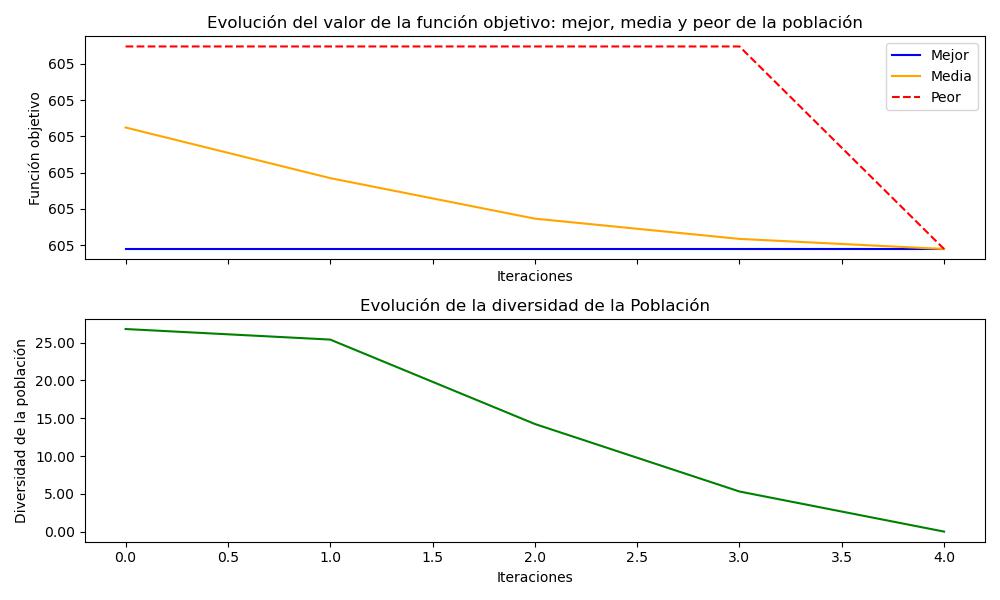 Evolución del valor de la función objetivo: mejor, media y peor de la población
Función objetivo
605
605
605
605
605
605
Mejor
Media
Peor
Iteraciones
Evolución de la diversidad de la Población
Diversidad de la población
25.00
20.00
15.00
10.00
5.00
0.00
0.0 0.5 1.0 1.5 2.0 2.5 3.0 3.5 4.0
Iteraciones